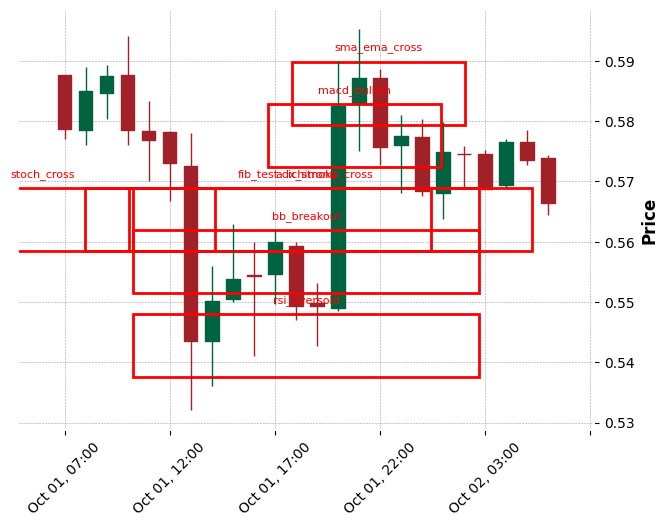 sma_ema_cross
0.59
macd_bullish
0.58
stoch_cross
fib_test
0.57
bb_breakout
0.56
rsi_oversold
0.55
0.54
0.53
Price
Oct 01, 07:00
Oct 01, 12:00
Oct 01, 17:00
Oct 01, 22:00
Oct 02, 03:00